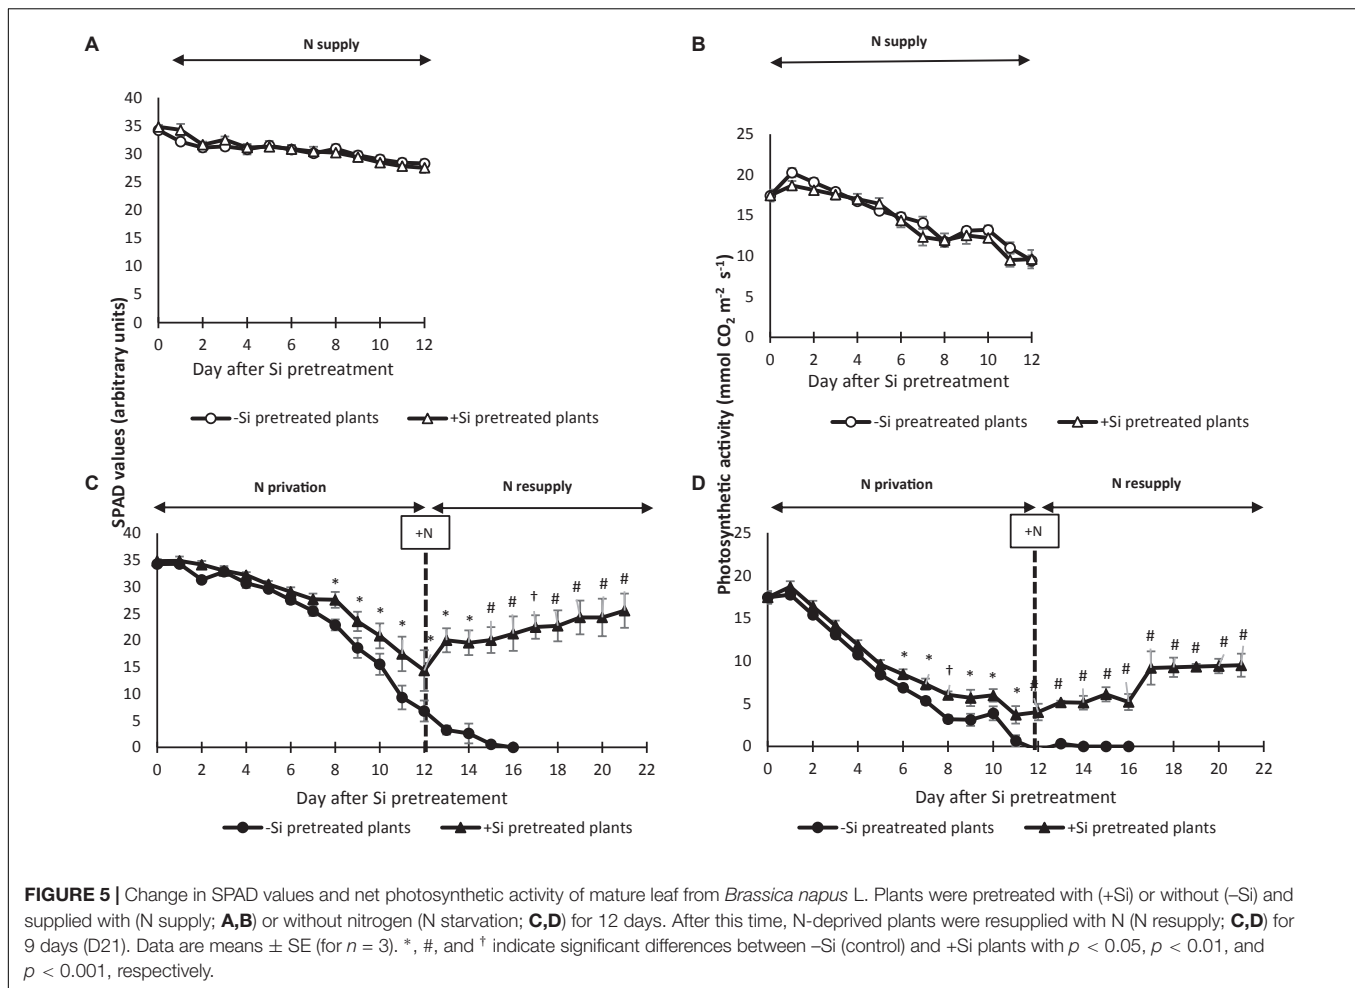 A
N supply
SPAD values (arbitrary units)
40
35
30
25
20
15
10
5
0
0 2 4 6 8 10 12
Day after Si pretreatment
-Si pretreated plants +Si pretreated plants
B
N supply
Photosynthetic activity (mmol CO₂ m⁻² s⁻¹)
25
20
15
10
5
0
0 2 4 6 8 10 12
Day after Si pretreatment
-Si preatreated plants +Si pretreated plants
C
N privation N resupply
+N
40
35
30
25
20
15
10
5
0
* * * * * * * # # † # # # #
0 2 4 6 8 10 12 14 16 18 20 22
Day after Si pretreatement
-Si pretreated plants +Si pretreated plants
D
N privation N resupply
+N
25
20
15
10
5
0
* * † * * * # # # # # # # # # #
0 2 4 6 8 10 12 14 16 18 20 22
Day after Si pretreatment
-Si preatreated plants +Si pretreated plants
FIGURE 5 | Change in SPAD values and net photosynthetic activity of mature leaf from Brassica napus L. Plants were pretreated with (+Si) or without (–Si) and
supplied with (N supply; A,B) or without nitrogen (N starvation; C,D) for 12 days. After this time, N-deprived plants were resupplied with N (N resupply; C,D) for
9 days (D21). Data are means ± SE (for n = 3). *, #, and † indicate significant differences between –Si (control) and +Si plants with p < 0.05, p < 0.01, and
p < 0.001, respectively.